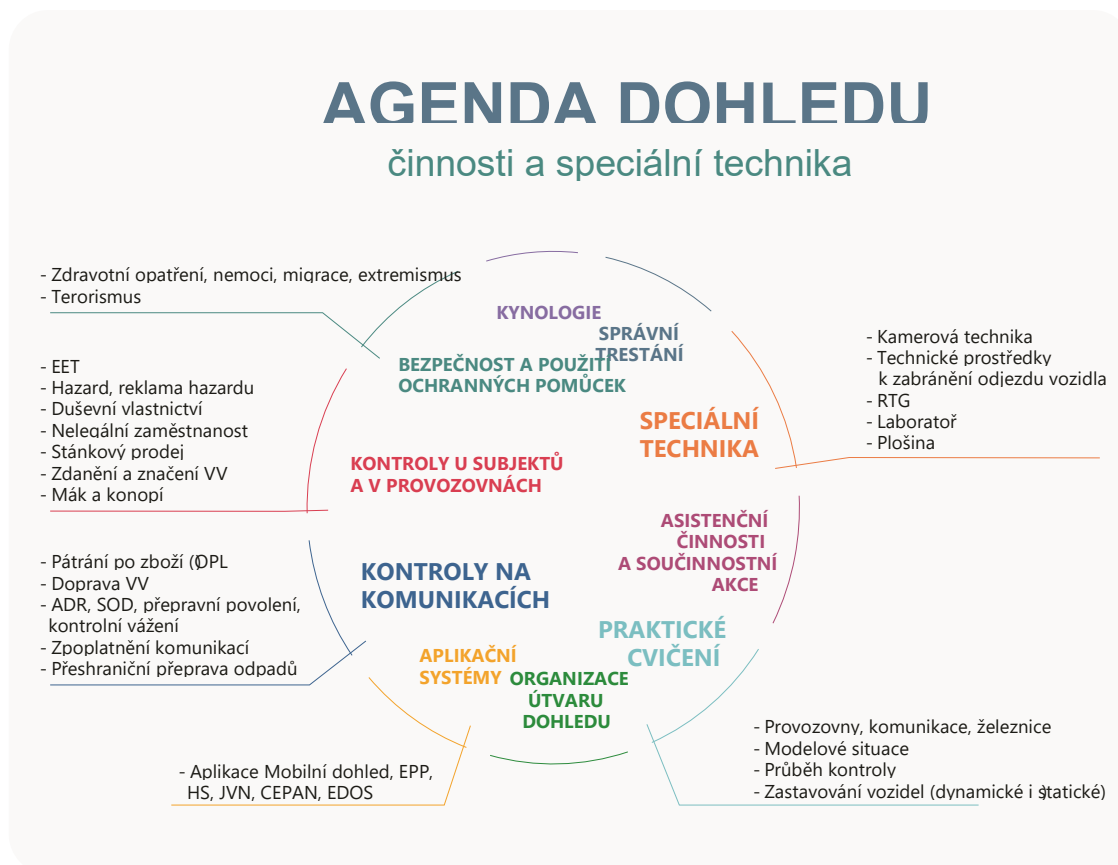 AGENDA DOHLEDU
činnosti a speciální technika
- Zdravotní opatření, nemoci, migrace, extremismus
- Terorismus
KYNOLOGIE
SPRÁVNÍ
TRESTÁNÍ
BEZPEČNOST A POUŽITÍ
OCHRANNÝCH POMŮCEK
- Kamerová technika
- Technické prostředky
k zabránění odjezdu vozidla
- RTG
- Laboratoř
- Plošina
- EET
- Hazard, reklama hazardu
- Duševní vlastnictví
- Nelegální zaměstnanost
- Stánkový prodej
- Zdanění a značení VV
- Mák a konopí
SPECIÁLNÍ
TECHNIKA
KONTROLY U SUBJEKTŮ
A V PROVOZOVNÁCH
ASISTENČNÍ
ČINNOSTI
A SOUČINNOSTNÍ
AKCE
- Pátrání po zboží (OPL)
- Doprava VV
- ADR, SOD, přepravní povolení,
kontrolní vážení
- Zpoplatnění komunikací
- Přeshraniční přeprava odpadů
KONTROLY NA
KOMUNIKACÍCH
PRAKTICKÉ
CVIČENÍ
APLIKAČNÍ
SYSTÉMY
ORGANIZACE
ÚTVARU
DOHLEDU
- Provozovny, komunikace, železnice
- Modelové situace
- Průběh kontroly
- Zastavování vozidel (dynamické i statické)
- Aplikace Mobilní dohled, EPP,
HS, JVN, CEPAN, EDOS